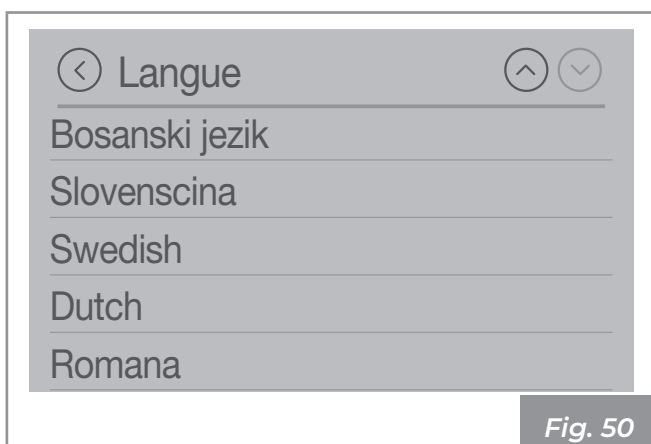 Langue
Bosanski jezik
Slovenscina
Swedish
Dutch
Romana
Fig. 50